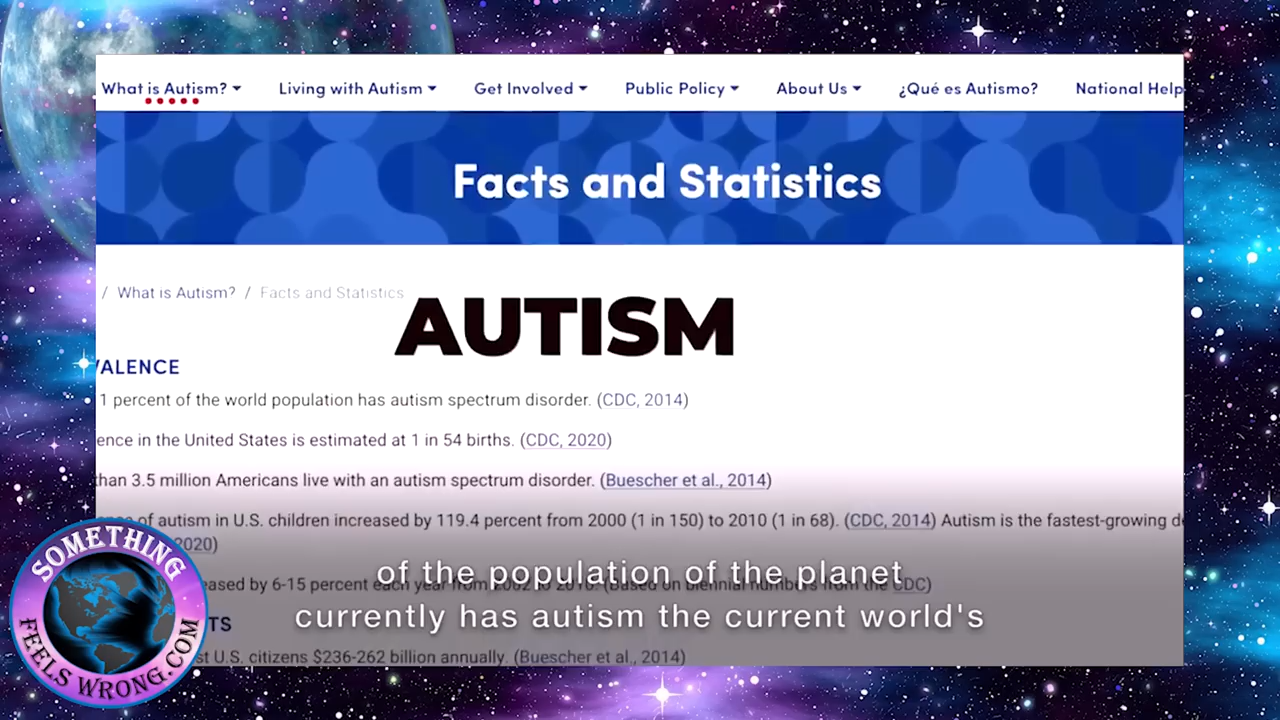 What is Autism? Living with Autism Get Involved Public Policy About Us ¿Qué es Autismo? National Help
Facts and Statistics
/ What is Autism? / Facts and Statistics
AUTISM
VALENCE
1 percent of the world population has autism spectrum disorder. (CDC, 2014)
ence in the United States is estimated at 1 in 54 births. (CDC, 2020)
than 3.5 million Americans live with an autism spectrum disorder. (Buescher et al., 2014)
of autism in U.S. children increased by 119.4 percent from 2000 (1 in 150) to 2010 (1 in 68). (CDC, 2014) Autism is the fastest-growing de
2020)
eased by 6-15 percent each year from 2002 to 2010. (Based on biennial numbers from the CDC)
of the population of the planet
currently has autism the current world's
TS
st U.S. citizens $236-262 billion annually. (Buescher et al., 2014)
SOMETHING
FEELS WRONG.COM